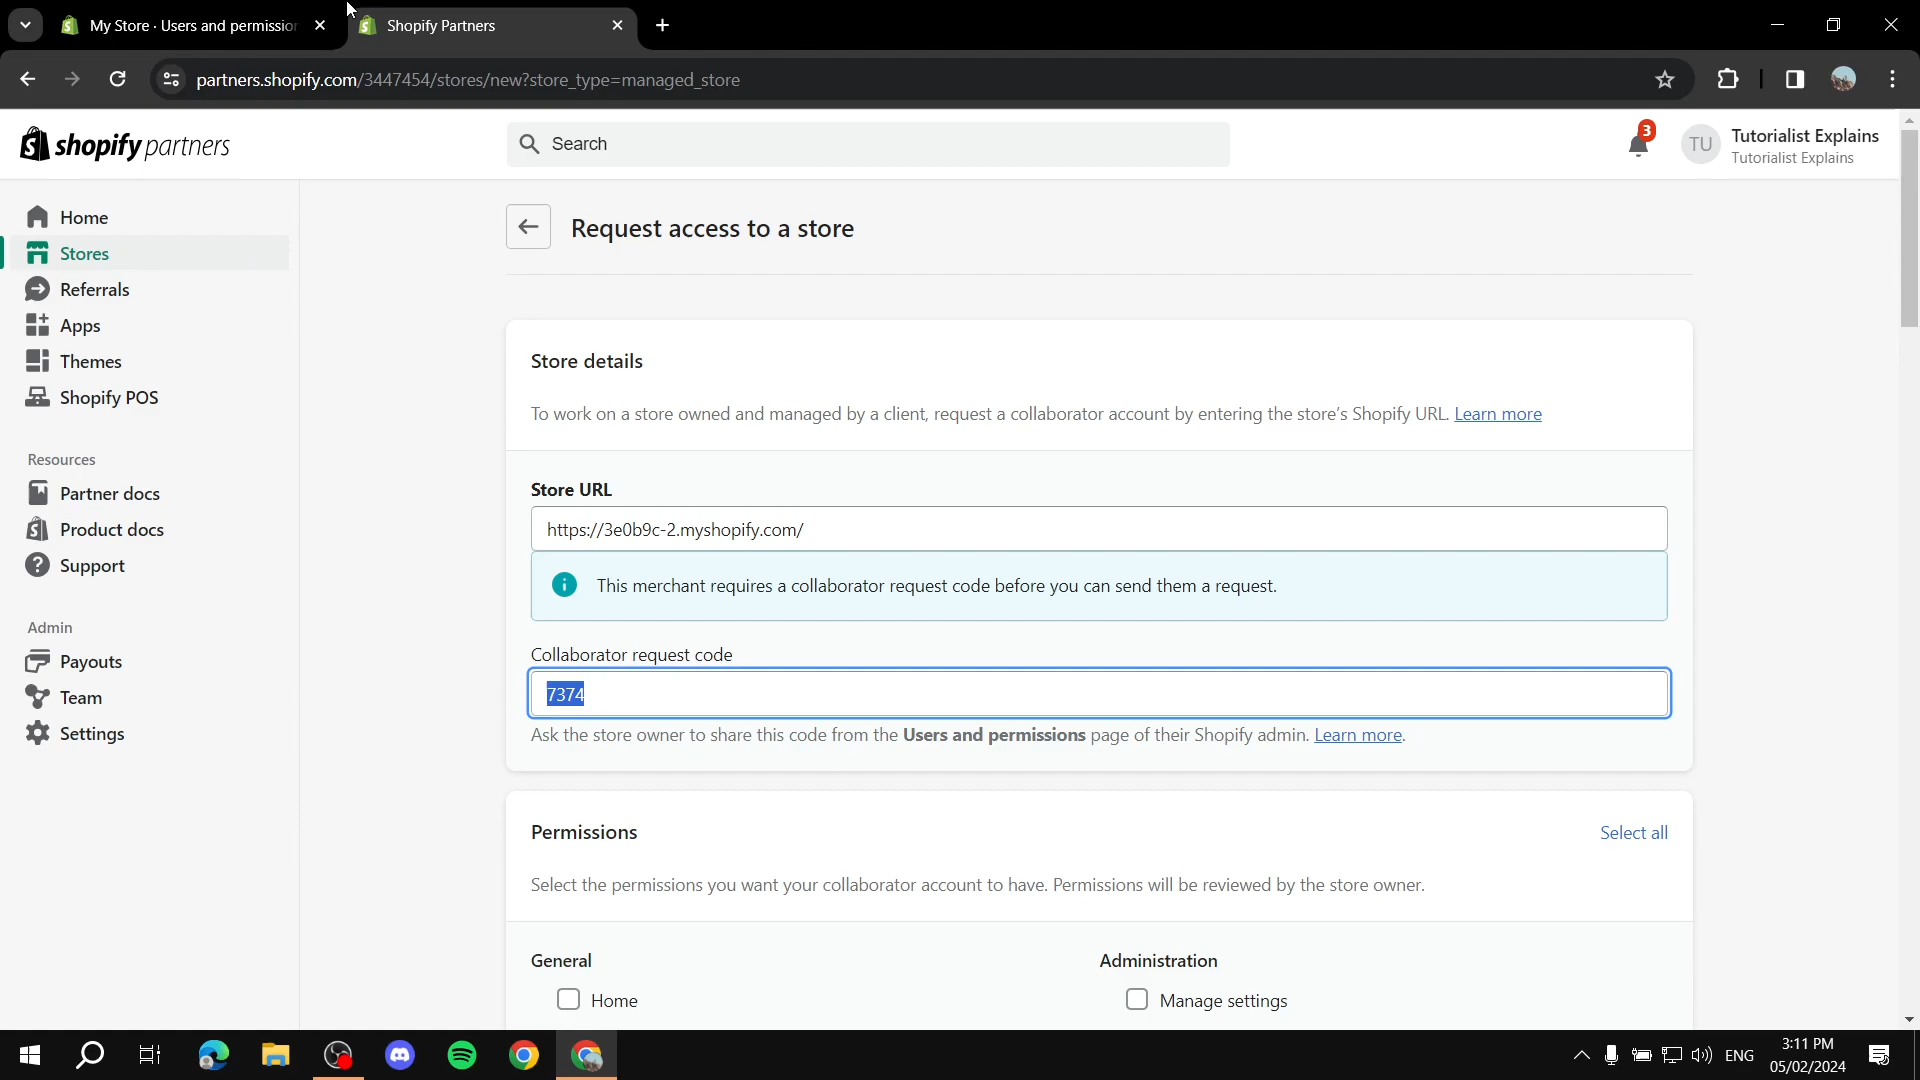 My Store · Users and permission
Shopify Partners
partners.shopify.com/3447454/stores/new?store_type=managed_store
shopify partners
Search
3
TU
Tutorialist Explains
Tutorialist Explains
Home
Stores
Referrals
Apps
Themes
Shopify POS
Resources
Partner docs
Product docs
Support
Admin
Payouts
Team
Settings
Request access to a store
Store details
To work on a store owned and managed by a client, request a collaborator account by entering the store's Shopify URL. Learn more
Store URL
https://3e0b9c-2.myshopify.com/
This merchant requires a collaborator request code before you can send them a request.
Collaborator request code
7374
Ask the store owner to share this code from the Users and permissions page of their Shopify admin. Learn more.
Permissions
Select all
Select the permissions you want your collaborator account to have. Permissions will be reviewed by the store owner.
General
Administration
Home
Manage settings
ENG
3:11 PM
05/02/2024